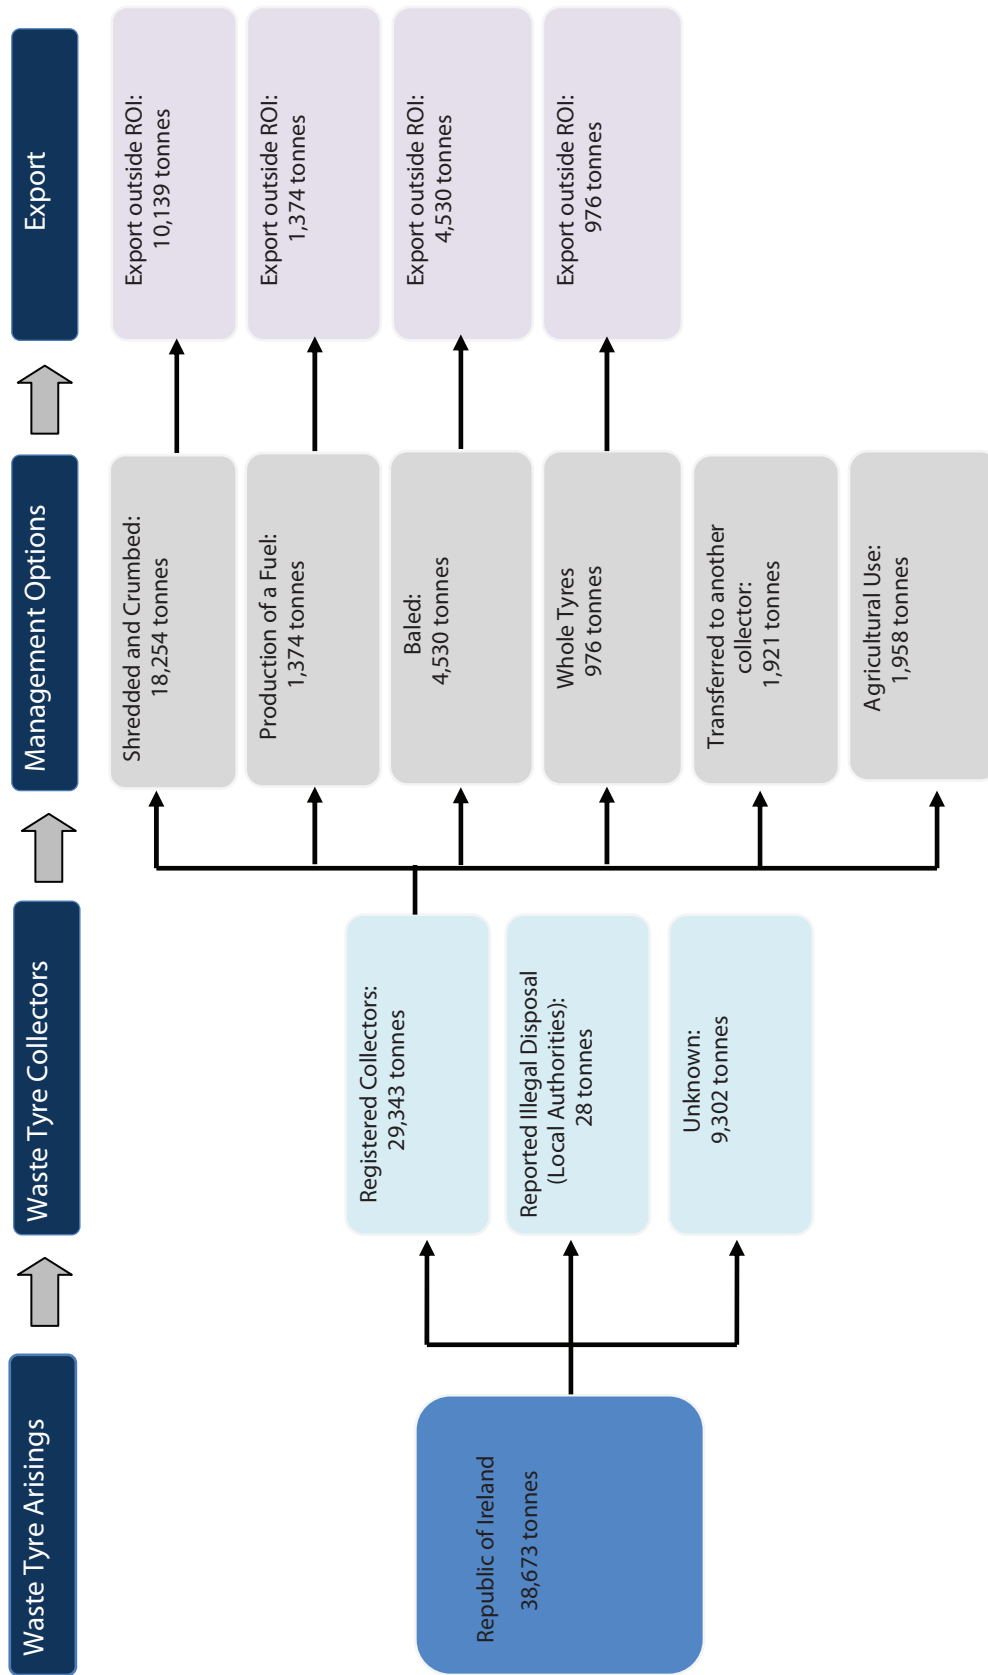 Waste Tyre Arisings
Waste Tyre Collectors
Management Options
Export
Republic of Ireland
38,673 tonnes
Registered Collectors:
29,343 tonnes
Reported Illegal Disposal
(Local Authorities):
28 tonnes
Unknown:
9,302 tonnes
Shredded and Crumbed:
18,254 tonnes
Production of a Fuel:
1,374 tonnes
Baled:
4,530 tonnes
Whole Tyres
976 tonnes
Transferred to another
collector:
1,921 tonnes
Agricultural Use:
1,958 tonnes
Export outside ROI:
10,139 tonnes
Export outside ROI:
1,374 tonnes
Export outside ROI:
4,530 tonnes
Export outside ROI:
976 tonnes